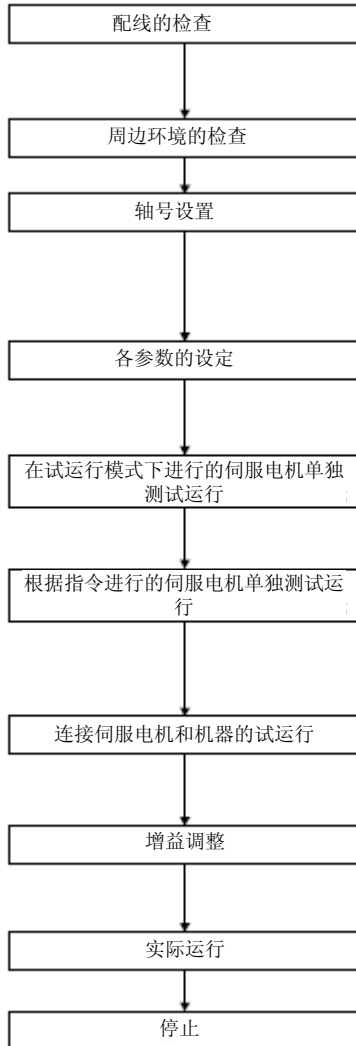 配线的检查
周边环境的检查
轴号设置
各参数的设定
在试运行模式下进行的伺服电机单独
测试运行
根据指令进行的伺服电机单独测试运
行
连接伺服电机和机器的试运行
增益调整
实际运行
停止